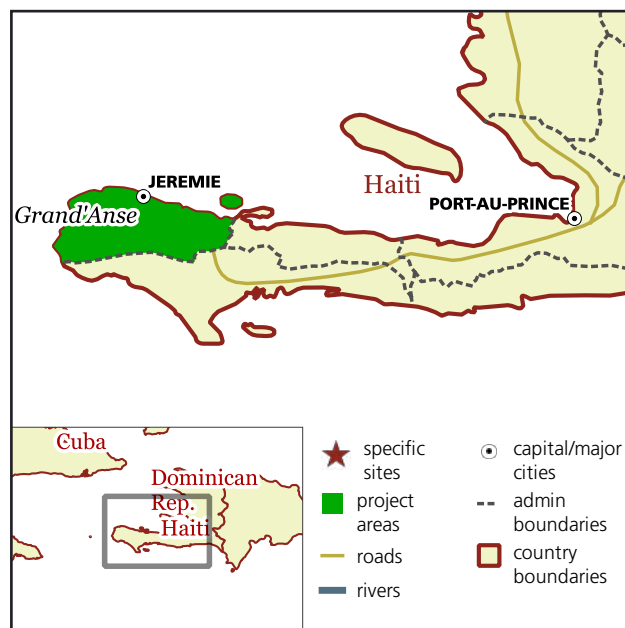 JEREMIE
Haiti
Grand'Anse
PORT-AU-PRINCE
Cuba
Dominican
Rep.
Haiti
specific
sites
project
areas
roads
rivers
capital/major
cities
admin
boundaries
country
boundaries